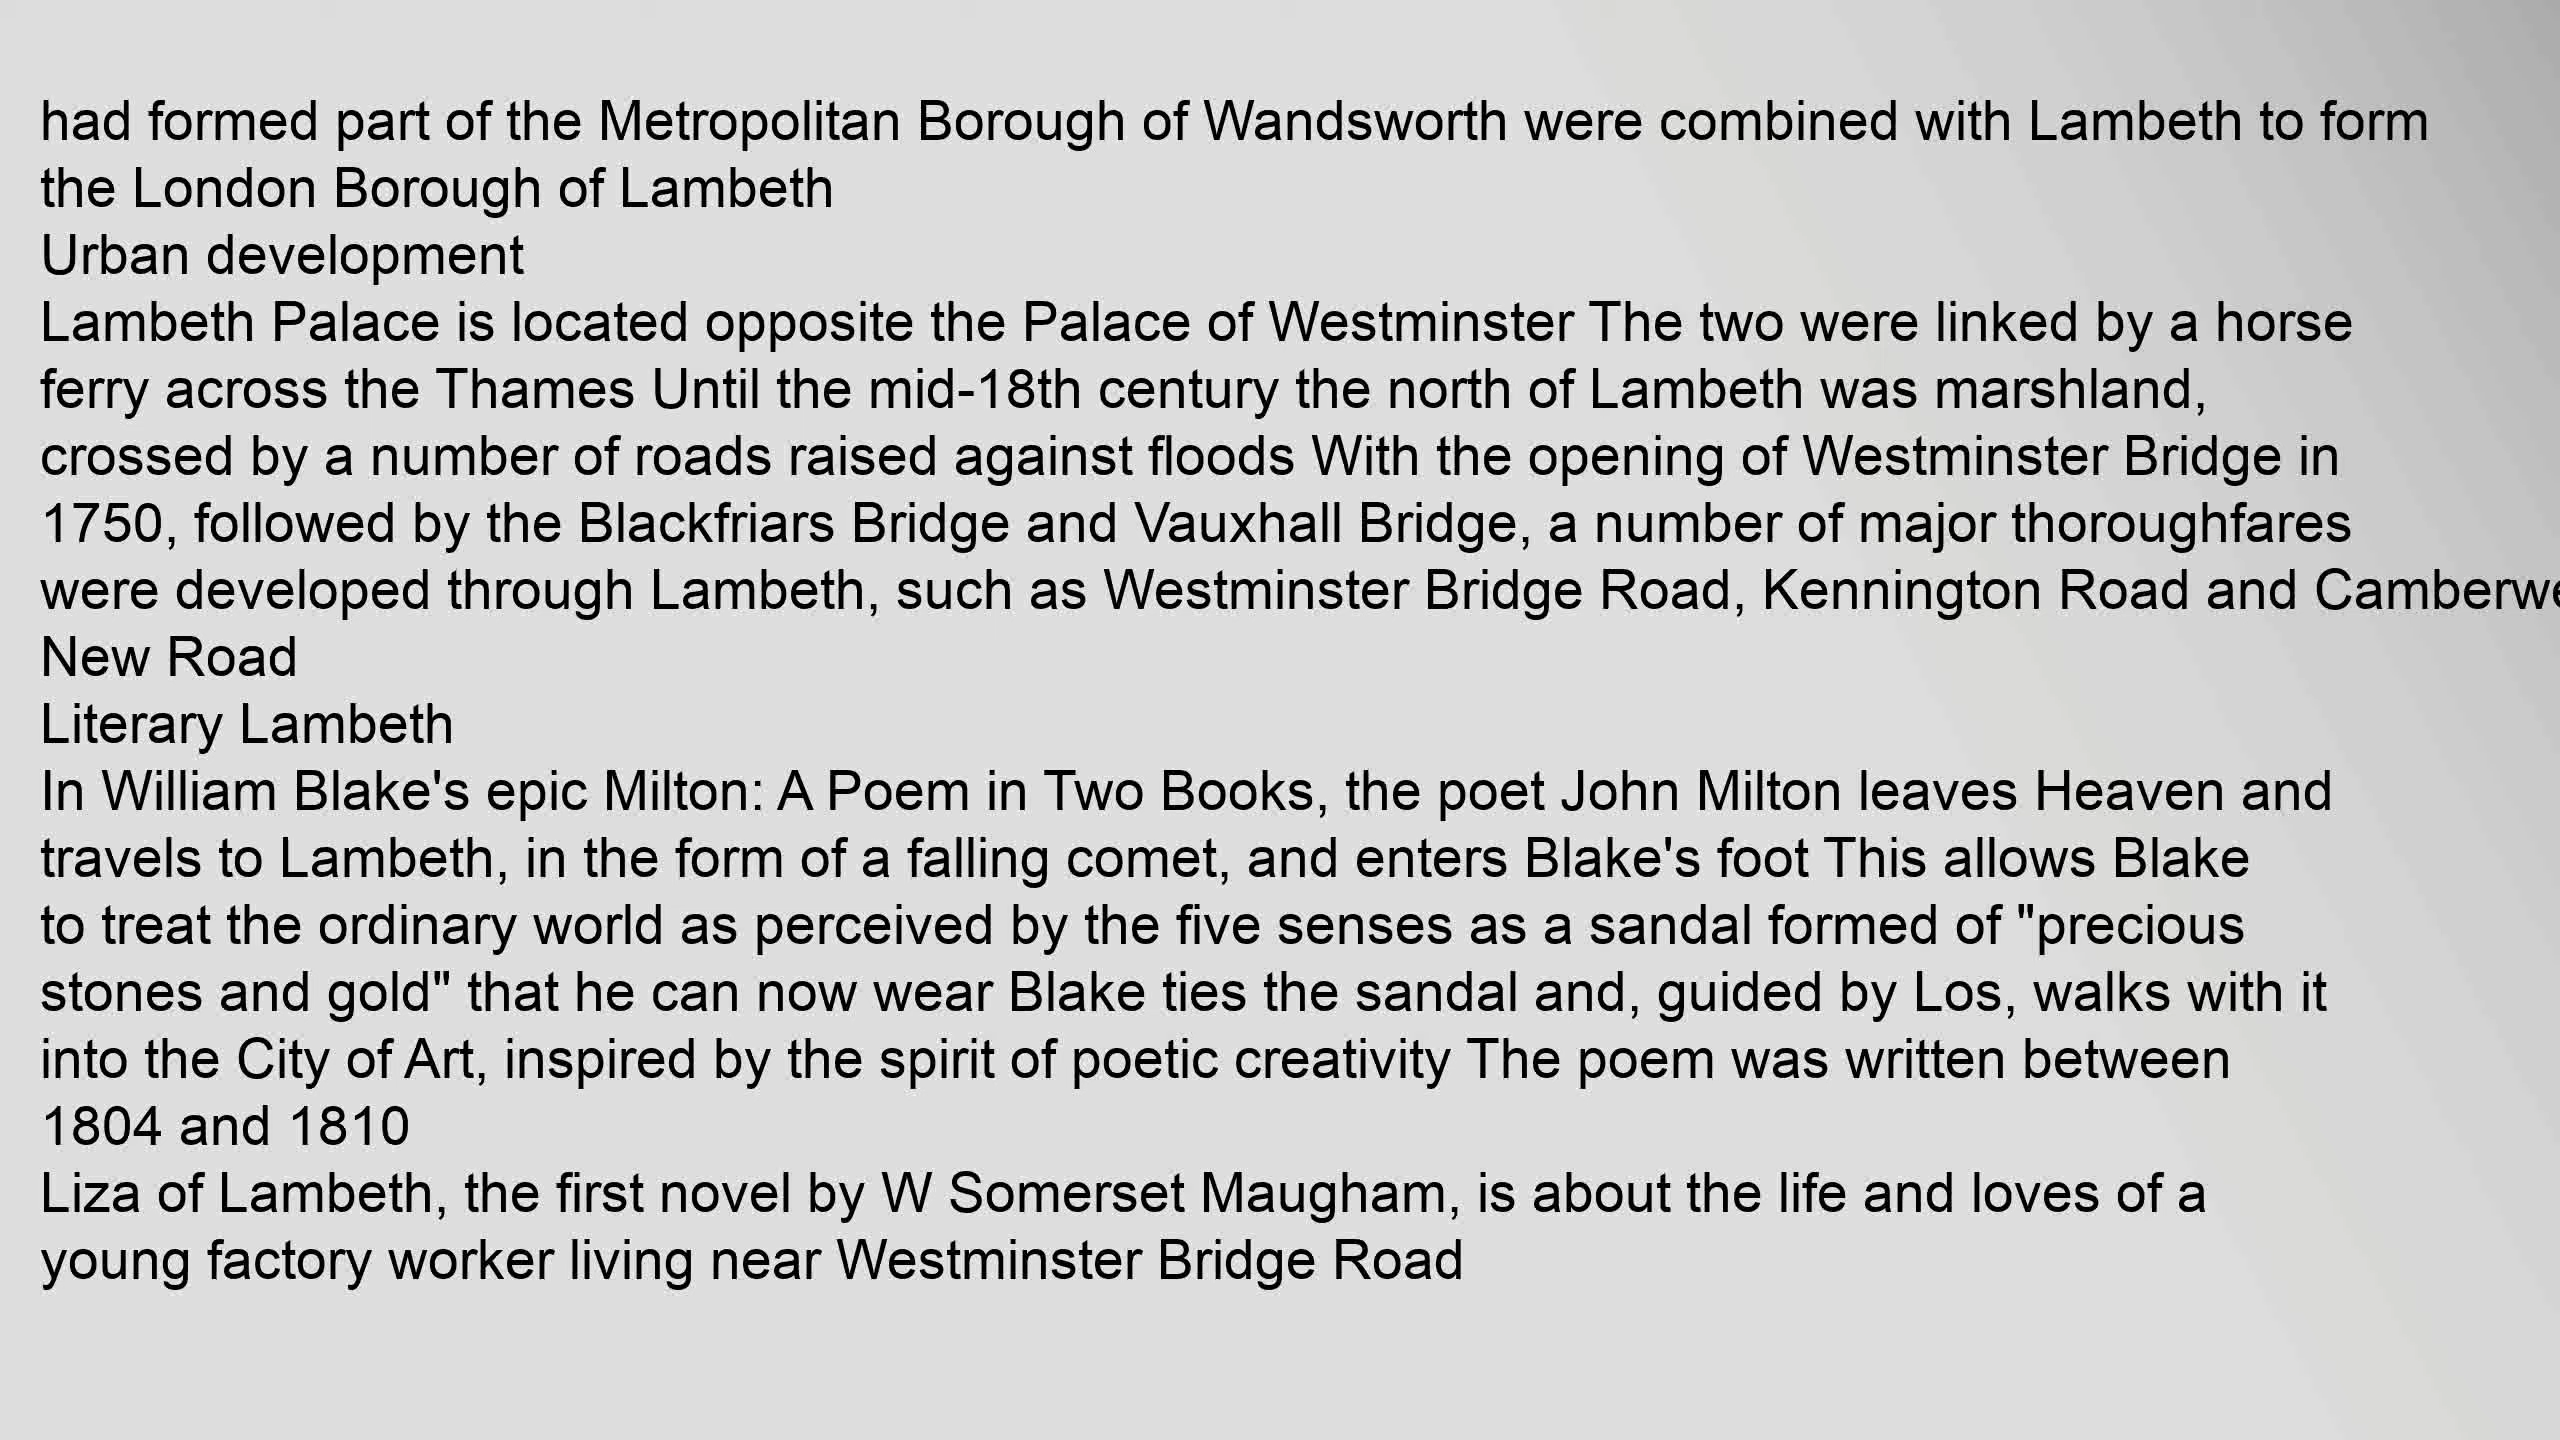 had formed part of the Metropolitan Borough of Wandsworth were combined with Lambeth to form
the London Borough of Lambeth
Urban development
Lambeth Palace is located opposite the Palace of Westminster The two were linked by a horse
ferry across the Thames Until the mid-18th century the north of Lambeth was marshland,
crossed by a number of roads raised against floods With the opening of Westminster Bridge in
1750, followed by the Blackfriars Bridge and Vauxhall Bridge, a number of major thoroughfares
were developed through Lambeth, such as Westminster Bridge Road, Kennington Road and
New Road
Literary Lambeth
In William Blake's epic Milton: A Poem in Two Books, the poet John Milton leaves Heaven and
travels to Lambeth, in the form of a falling comet, and enters Blake's foot This allows Blake
to treat the ordinary world as perceived by the five senses as a sandal formed of "precious
stones and gold" that he can now wear Blake ties the sandal and, guided by Los, walks with it
into the City of Art, inspired by the spirit of poetic creativity The poem was written between
1804 and 1810
Liza of Lambeth, the first novel by W Somerset Maugham, is about the life and loves of a
young factory worker living near Westminster Bridge Road